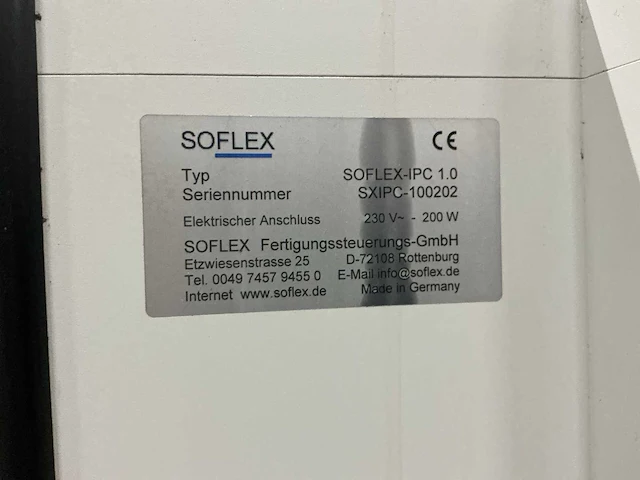 SOFLEX CE
Typ SOFLEX-IPC 1.0
Seriennummer SXIPC-100202
Elektrischer Anschluss 230 V~ - 200 W
SOFLEX Fertigungssteuerungs-GmbH
Etzwiesenstrasse 25 D-72108 Rottenburg
Tel. 0049 7457 9455 0 E-Mail info@soflex.de
Internet www.soflex.de Made in Germany